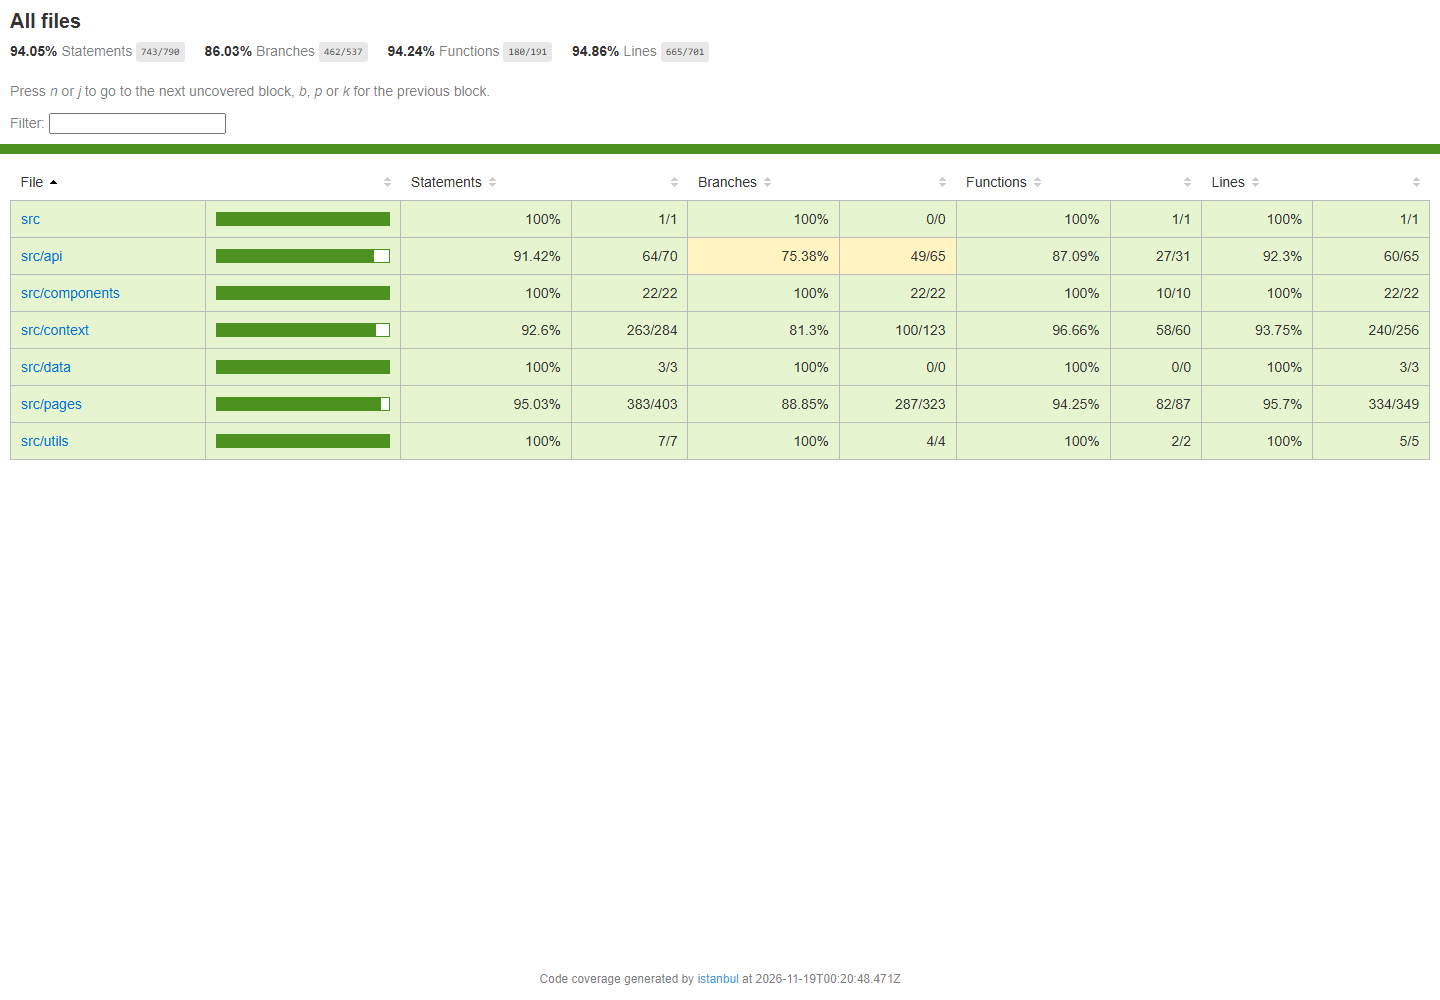 All files
94.05% Statements 743/790 86.03% Branches 462/537 94.24% Functions 180/191 94.86% Lines 665/701
Press n or j to go to the next uncovered block, b, p or k for the previous block.
Filter:
File Statements Branches Functions Lines
src 100% 1/1 100% 0/0 100% 1/1 100% 1/1
src/api 91.42% 64/70 75.38% 49/65 87.09% 27/31 92.3% 60/65
src/components 100% 22/22 100% 22/22 100% 10/10 100% 22/22
src/context 92.6% 263/284 81.3% 100/123 96.66% 58/60 93.75% 240/256
src/data 100% 3/3 100% 0/0 100% 0/0 100% 3/3
src/pages 95.03% 383/403 88.85% 287/323 94.25% 82/87 95.7% 334/349
src/utils 100% 7/7 100% 4/4 100% 2/2 100% 5/5
Code coverage generated by istanbul at 2026-11-19T00:20:48.471Z